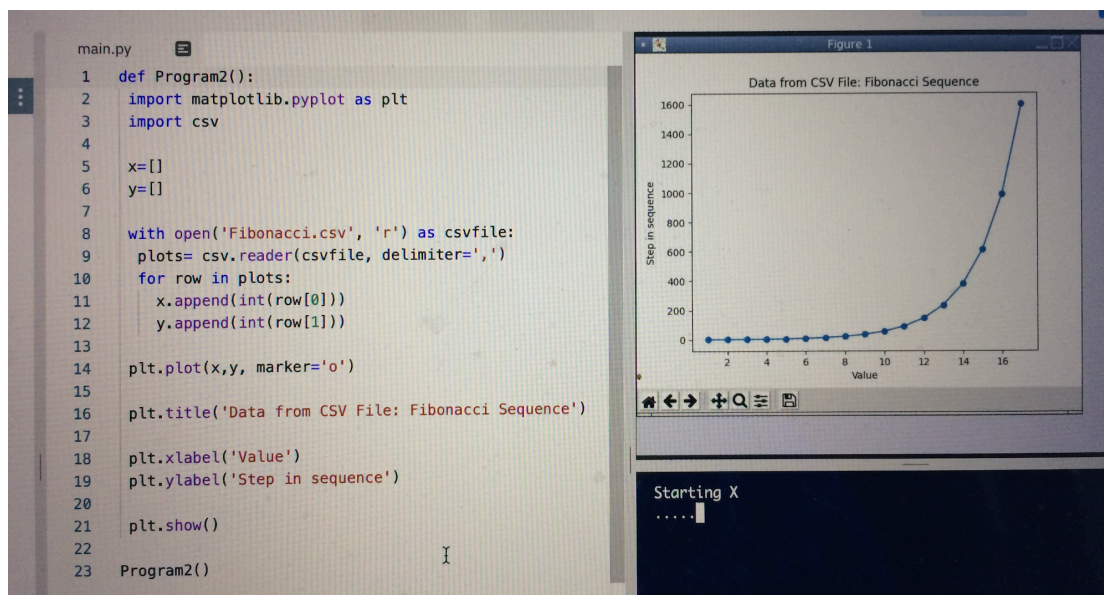 main.py
1 def Program2():
2 import matplotlib.pyplot as plt
3 import csv
4
5 x=[]
6 y=[]
7
8 with open('Fibonacci.csv', 'r') as csvfile:
9 plots= csv.reader(csvfile, delimiter=',')
10 for row in plots:
11 x.append(int(row[0]))
12 y.append(int(row[1]))
13
14 plt.plot(x,y, marker='o')
15
16 plt.title('Data from CSV File: Fibonacci Sequence')
17
18 plt.xlabel('Value')
19 plt.ylabel('Step in sequence')
20
21 plt.show()
22
23 Program2()
Figure 1
Data from CSV File: Fibonacci Sequence
1600
1400
1200
1000
800
600
400
200
0
Step in sequence
2 4 6 8 10 12 14 16
Value
Starting X
.....